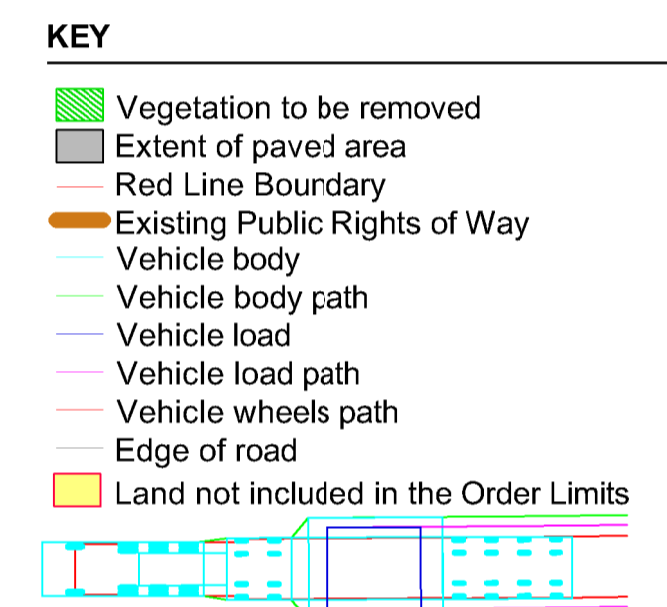 KEY
Vegetation to be removed
Extent of paved area
Red Line Boundary
Existing Public Rights of Way
Vehicle body
Vehicle body path
Vehicle load
Vehicle load path
Vehicle wheels path
Edge of road
Land not included in the Order Limits